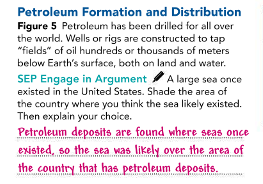 Petroleum Formation and Distribution
Figure 5 Petroleum has been drilled for all over
the world. Wells or rigs are constructed to tap
"fields" of oil hundreds or thousands of meters
below Earth's surface, both on land and water.
SEP Engage in Argument A large sea once
existed in the United States. Shade the area of
the country where you think the sea likely existed.
Then explain your choice.
Petroleum deposits are found where seas once
existed, so the sea was likely over the area of
the country that has petroleum deposits.